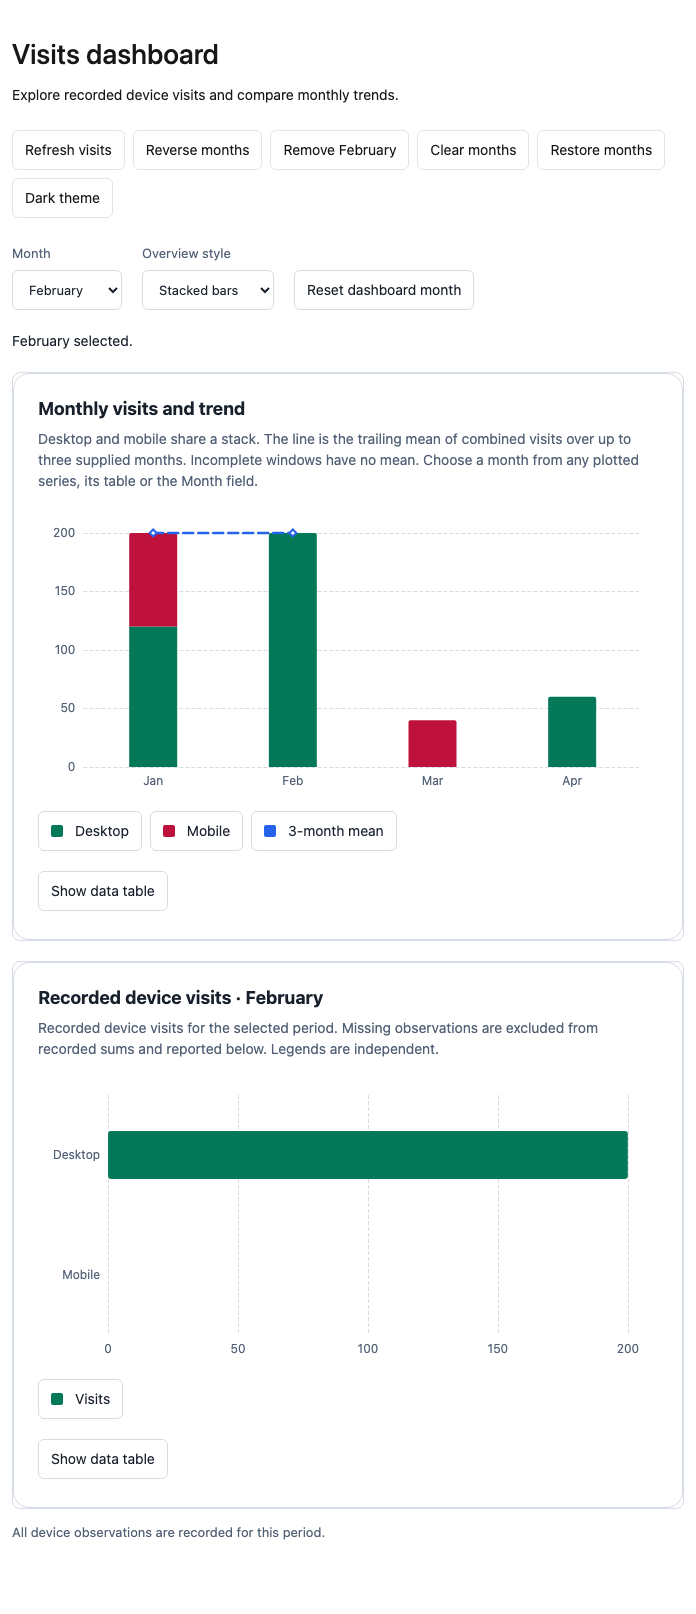 Visits dashboard
Explore recorded device visits and compare monthly trends.
Refresh visits
Reverse months
Remove February
Clear months
Restore months
Dark theme
Month
Overview style
February
Stacked bars
Reset dashboard month
February selected.
Monthly visits and trend
Desktop and mobile share a stack. The line is the trailing mean of combined visits over up to
three supplied months. Incomplete windows have no mean. Choose a month from any plotted
series, its table or the Month field.
200
150
100
50
0
Jan
Feb
Mar
Apr
Desktop
Mobile
3-month mean
Show data table
Recorded device visits · February
Recorded device visits for the selected period. Missing observations are excluded from
recorded sums and reported below. Legends are independent.
Desktop
Mobile
0
50
100
150
200
Visits
Show data table
All device observations are recorded for this period.